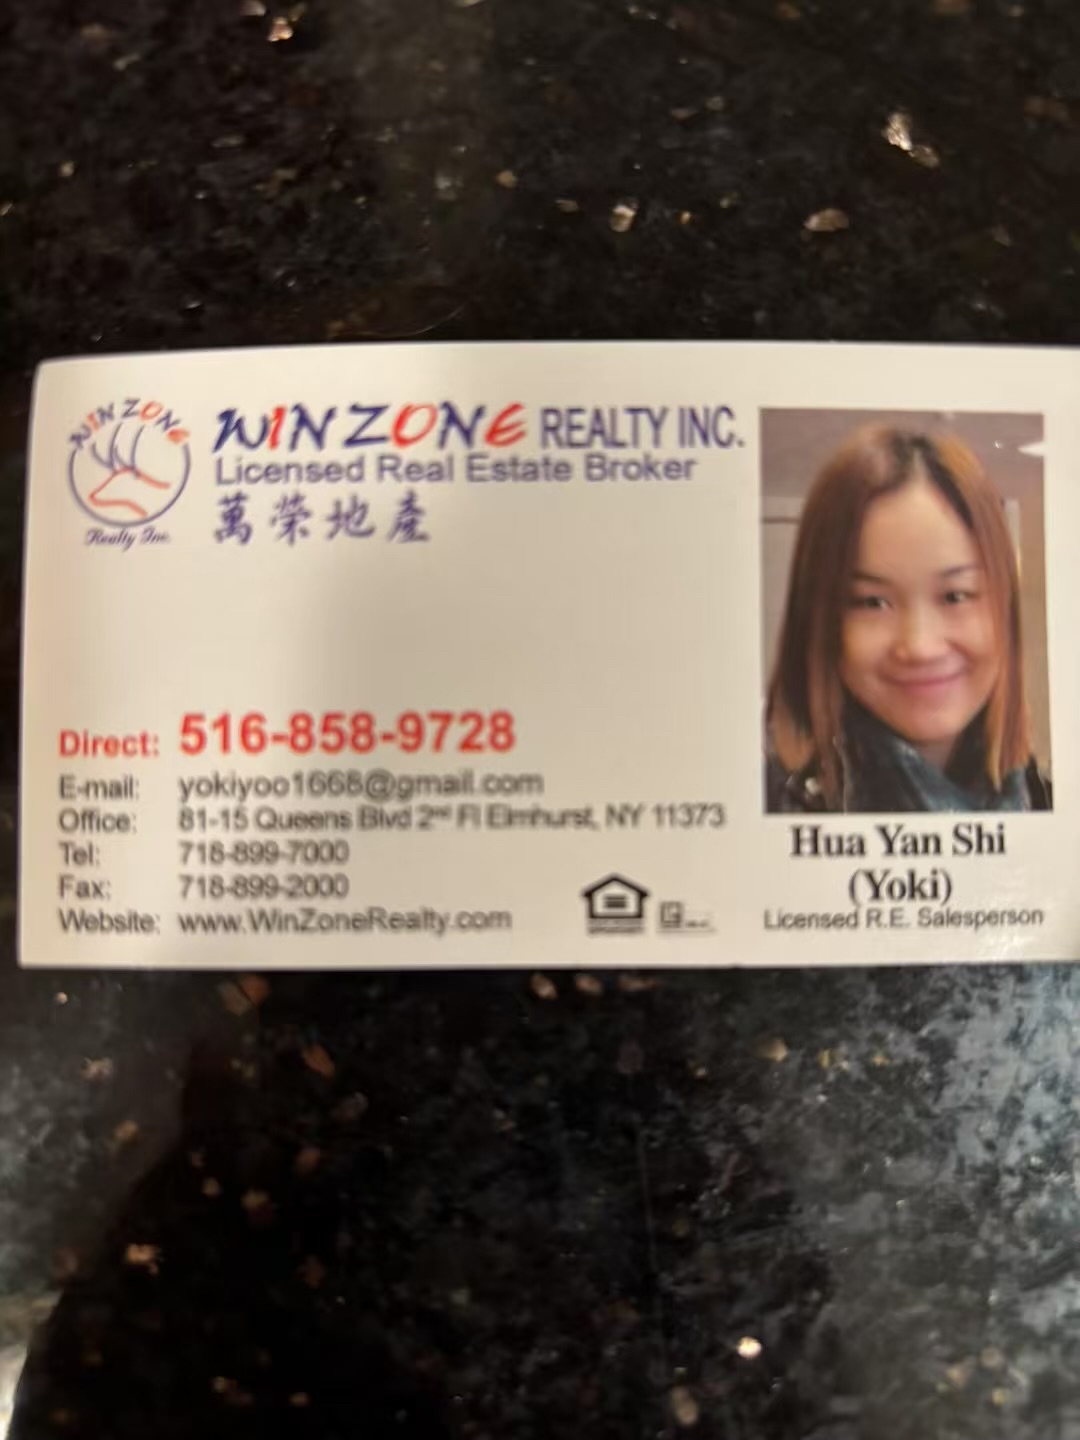 WIN ZONE
Realty Inc.
WIN ZONE REALTY INC.
Licensed Real Estate Broker
萬榮地產
Direct: 516-858-9728
E-mail: yokiyoo1668@gmail.com
Office: 81-15 Queens Blvd 2nd Fl Elmhurst, NY 11373
Tel: 718-899-7000
Fax: 718-899-2000
Website: www.WinZoneRealty.com
Hua Yan Shi
(Yoki)
Licensed R.E. Salesperson